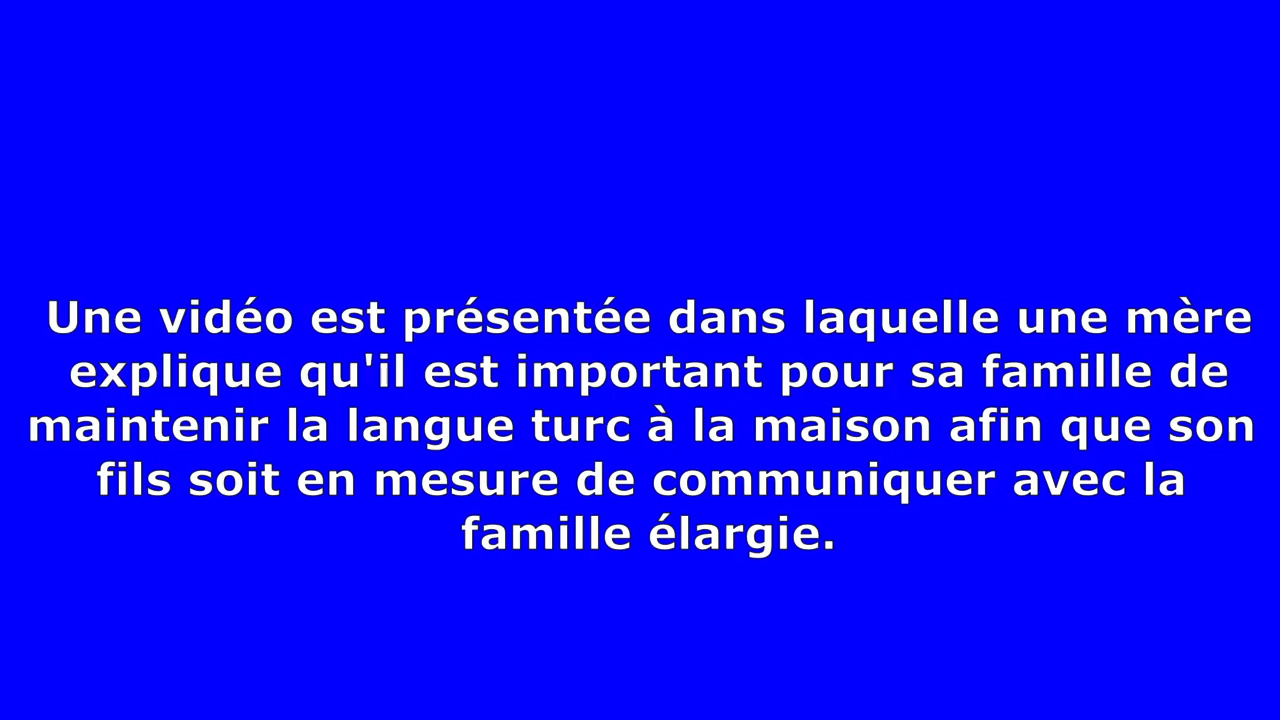 Une vidéo est présentée dans laquelle une mère
explique qu'il est important pour sa famille de
maintenir la langue turc à la maison afin que son
fils soit en mesure de communiquer avec la
famille élargie.